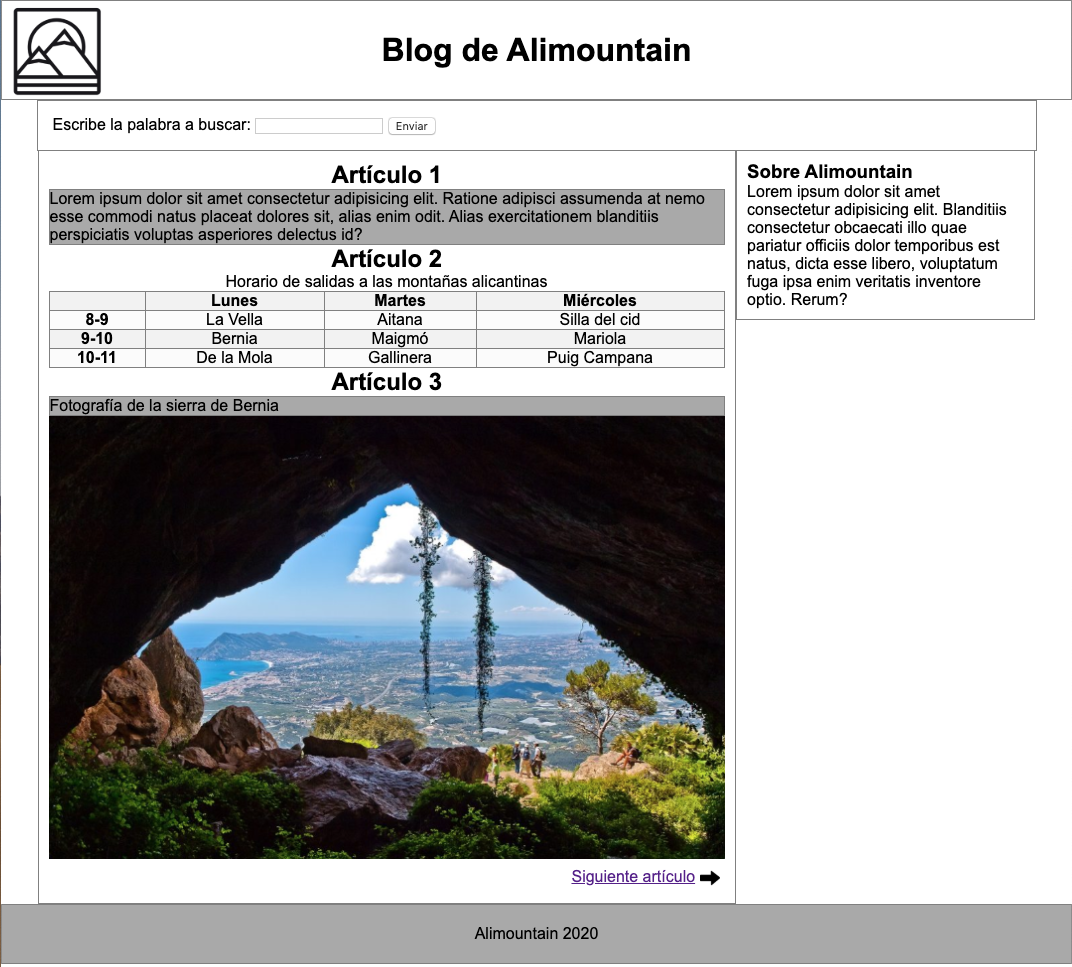 Blog de Alimountain
Escribe la palabra a buscar: Enviar
Artículo 1
Lorem ipsum dolor sit amet consectetur adipisicing elit. Ratione adipisci assumenda at nemo
esse commodi natus placeat dolores sit, alias enim odit. Alias exercitationem blanditiis
perspiciatis voluptas asperiores delectus id?
Artículo 2
Horario de salidas a las montañas alicantinas
Lunes Martes Miércoles
8-9 La Vella Aitana Silla del cid
9-10 Bernia Maigmó Mariola
10-11 De la Mola Gallinera Puig Campana
Artículo 3
Fotografía de la sierra de Bernia
Siguiente artículo
Sobre Alimountain
Lorem ipsum dolor sit amet
consectetur adipisicing elit. Blanditiis
consectetur obcaecati illo quae
pariatur officiis dolor temporibus est
natus, dicta esse libero, voluptatum
fuga ipsa enim veritatis inventore
optio. Rerum?
Alimountain 2020